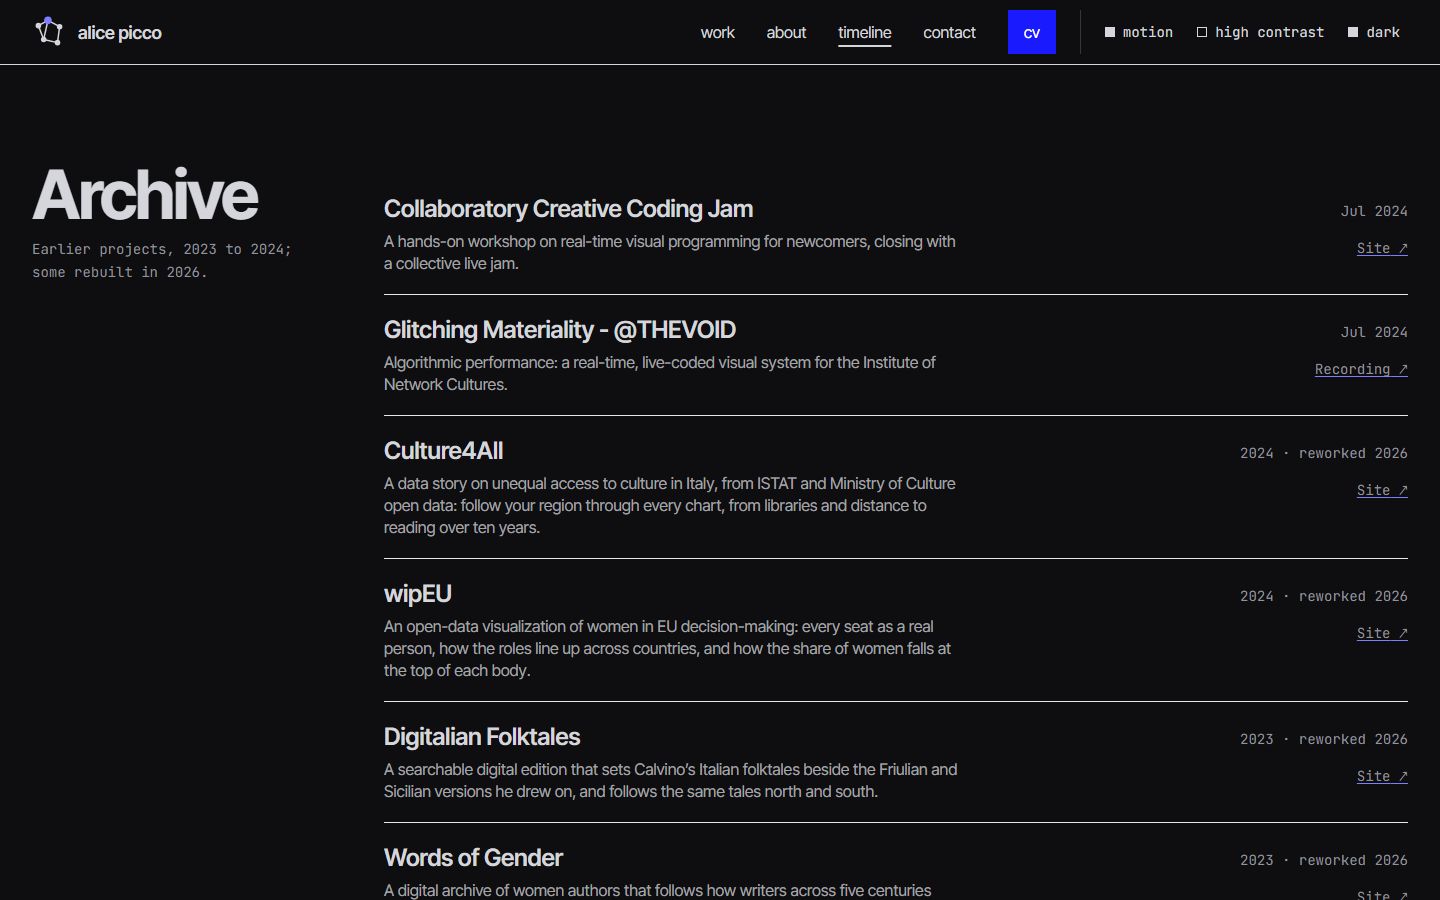 alice picco
work about timeline contact cv motion high contrast dark
Archive
Earlier projects, 2023 to 2024;
some rebuilt in 2026.
Collaboratory Creative Coding Jam
Jul 2024
A hands-on workshop on real-time visual programming for newcomers, closing with
a collective live jam.
Site ↗
Glitching Materiality - @THEVOID
Jul 2024
Algorithmic performance: a real-time, live-coded visual system for the Institute of
Network Cultures.
Recording ↗
Culture4All
2024 · reworked 2026
A data story on unequal access to culture in Italy, from ISTAT and Ministry of Culture
open data: follow your region through every chart, from libraries and distance to
reading over ten years.
Site ↗
wipEU
2024 · reworked 2026
An open-data visualization of women in EU decision-making: every seat as a real
person, how the roles line up across countries, and how the share of women falls at
the top of each body.
Site ↗
Digitalian Folktales
2023 · reworked 2026
A searchable digital edition that sets Calvino’s Italian folktales beside the Friulian and
Sicilian versions he drew on, and follows the same tales north and south.
Site ↗
Words of Gender
2023 · reworked 2026
A digital archive of women authors that follows how writers across five centuries
Site ↗